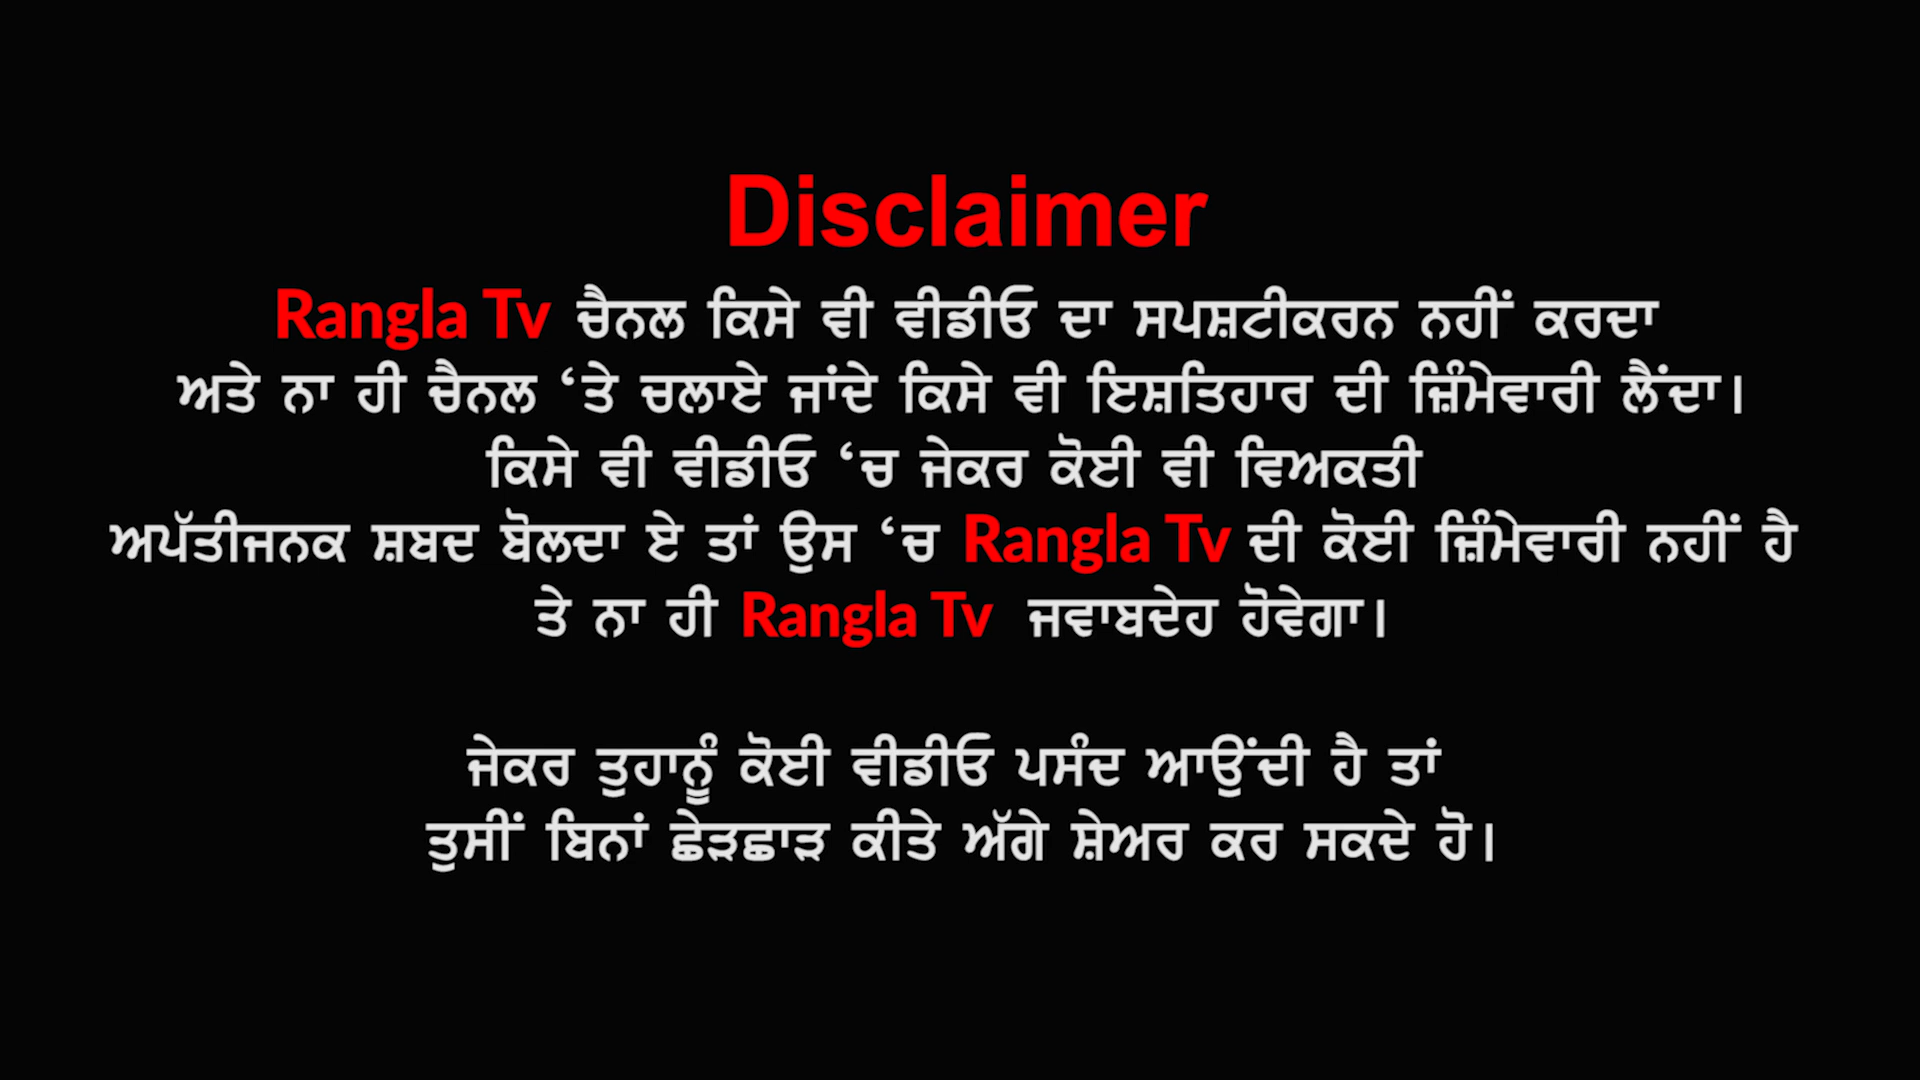 Disclaimer
Rangla Tv ਚੈਨਲ ਕਿਸੇ ਵੀ ਵੀਡੀਓ ਦਾ ਸਪਸ਼ਟੀਕਰਨ ਨਹੀਂ ਕਰਦਾ
ਅਤੇ ਨਾ ਹੀ ਚੈਨਲ ‘ਤੇ ਚਲਾਏ ਜਾਂਦੇ ਕਿਸੇ ਵੀ ਇਸ਼ਤਿਹਾਰ ਦੀ ਜ਼ਿੰਮੇਵਾਰੀ ਲੈਂਦਾ।
ਕਿਸੇ ਵੀ ਵੀਡੀਓ ‘ਚ ਜੇਕਰ ਕੋਈ ਵੀ ਵਿਅਕਤੀ
ਅਪੱਤੀਜਨਕ ਸ਼ਬਦ ਬੋਲਦਾ ਏ ਤਾਂ ਉਸ ‘ਚ Rangla Tv ਦੀ ਕੋਈ ਜ਼ਿੰਮੇਵਾਰੀ ਨਹੀਂ ਹੈ
ਤੇ ਨਾ ਹੀ Rangla Tv ਜਵਾਬਦੇਹ ਹੋਵੇਗਾ।
ਜੇਕਰ ਤੁਹਾਨੂੰ ਕੋਈ ਵੀਡੀਓ ਪਸੰਦ ਆਉਂਦੀ ਹੈ ਤਾਂ
ਤੁਸੀਂ ਬਿਨਾਂ ਛੇੜਛਾੜ ਕੀਤੇ ਅੱਗੇ ਸ਼ੇਅਰ ਕਰ ਸਕਦੇ ਹੋ।